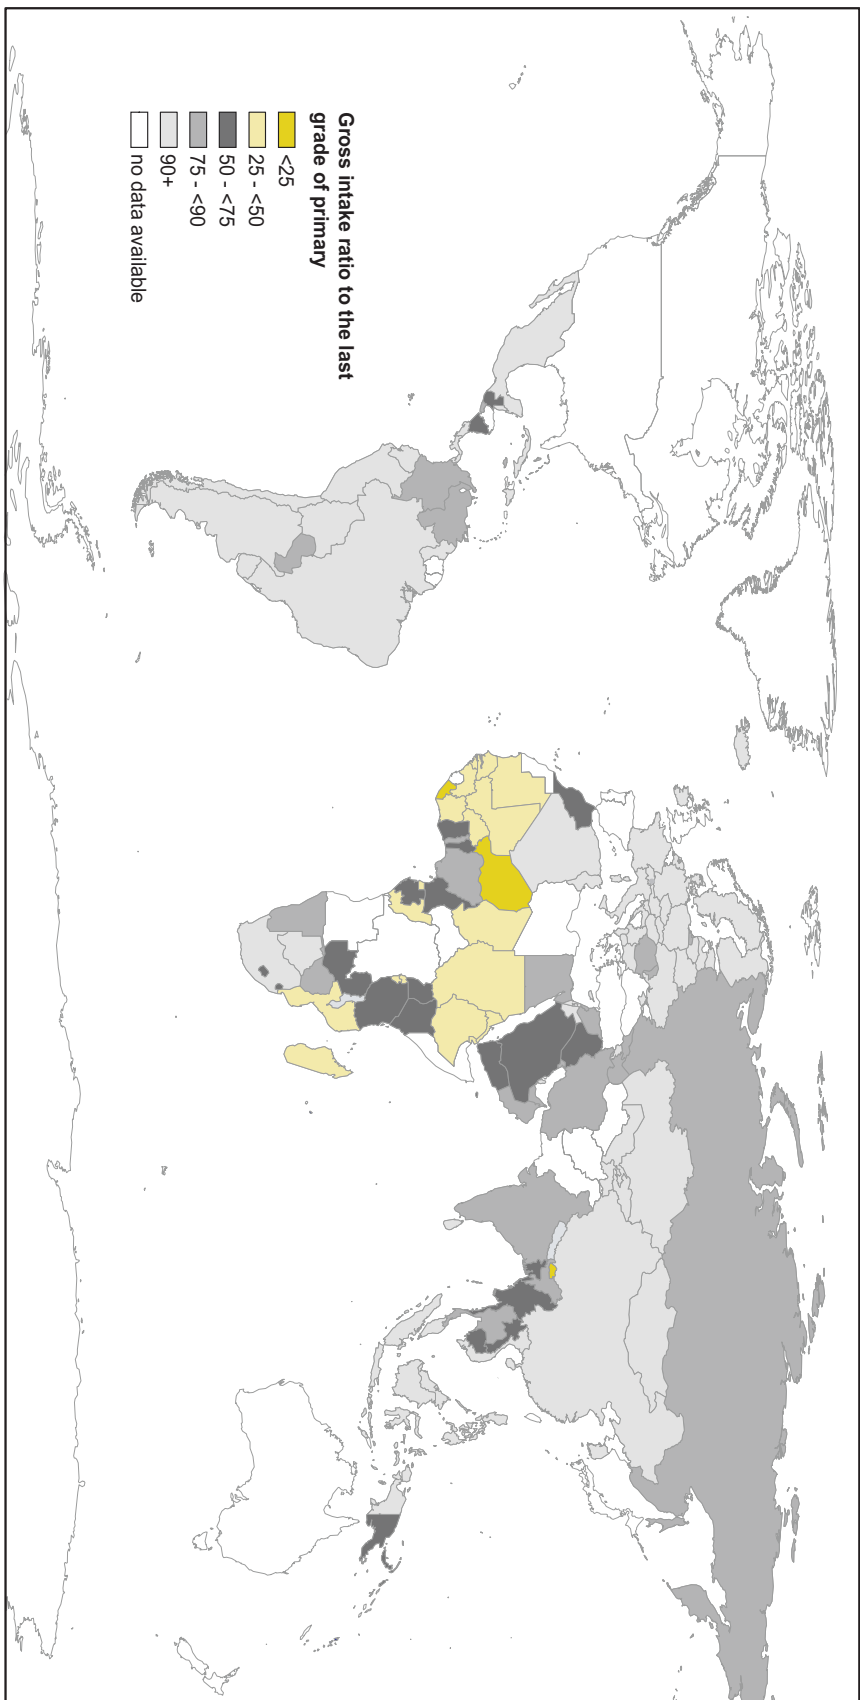 Gross intake ratio to the last
grade of primary
<25
25 - <50
50 - <75
75 - <90
90+
no data available